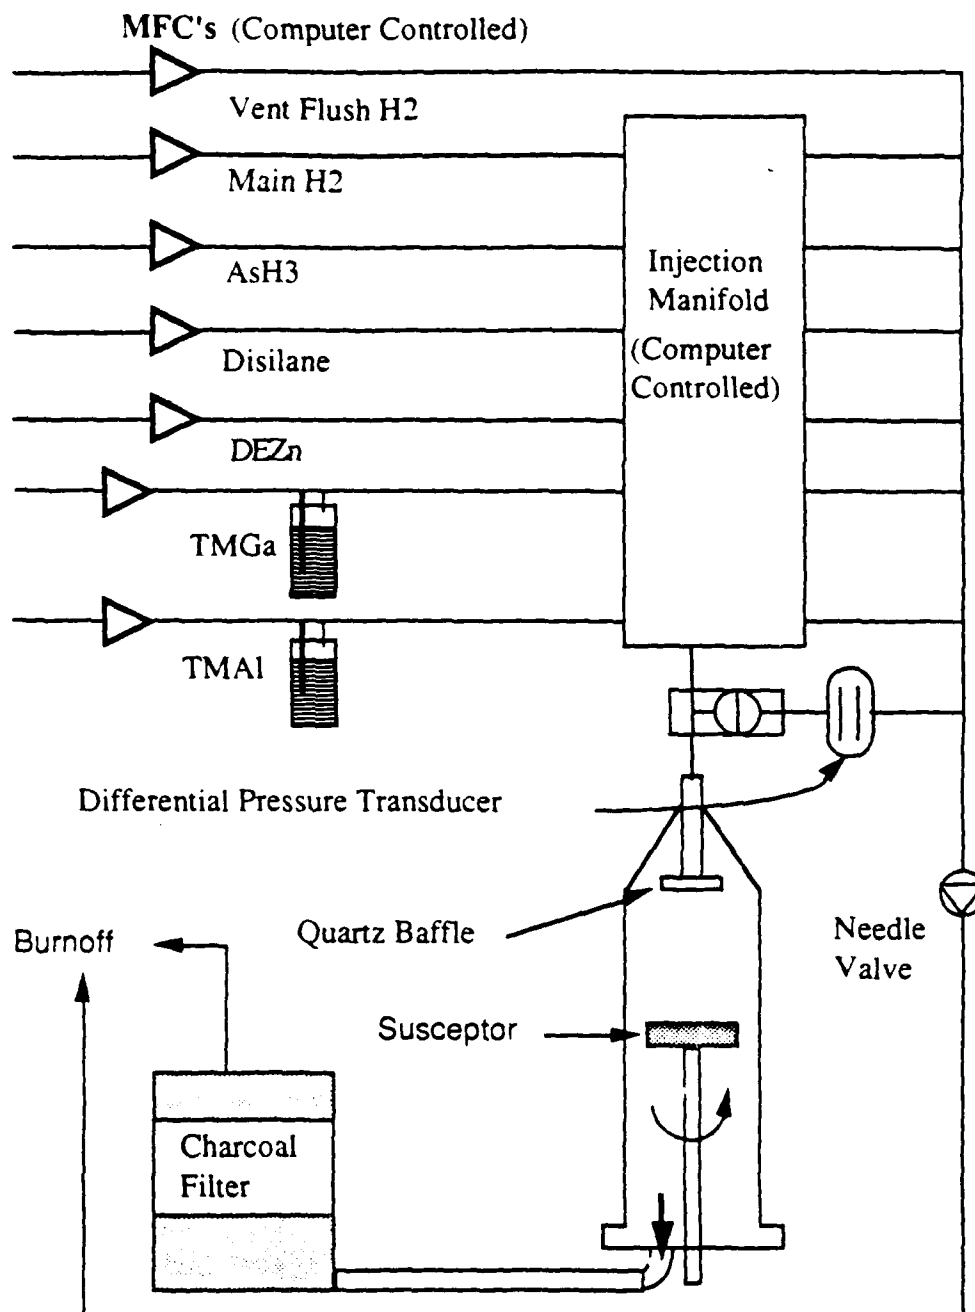 MFC's (Computer Controlled)
Vent Flush H2
Main H2
AsH3
Disilane
DEZn
TMGa
TMAl
Injection
Manifold
(Computer
Controlled)
Differential Pressure Transducer
Quartz Baffle
Needle
Valve
Burnoff
Susceptor
Charcoal
Filter